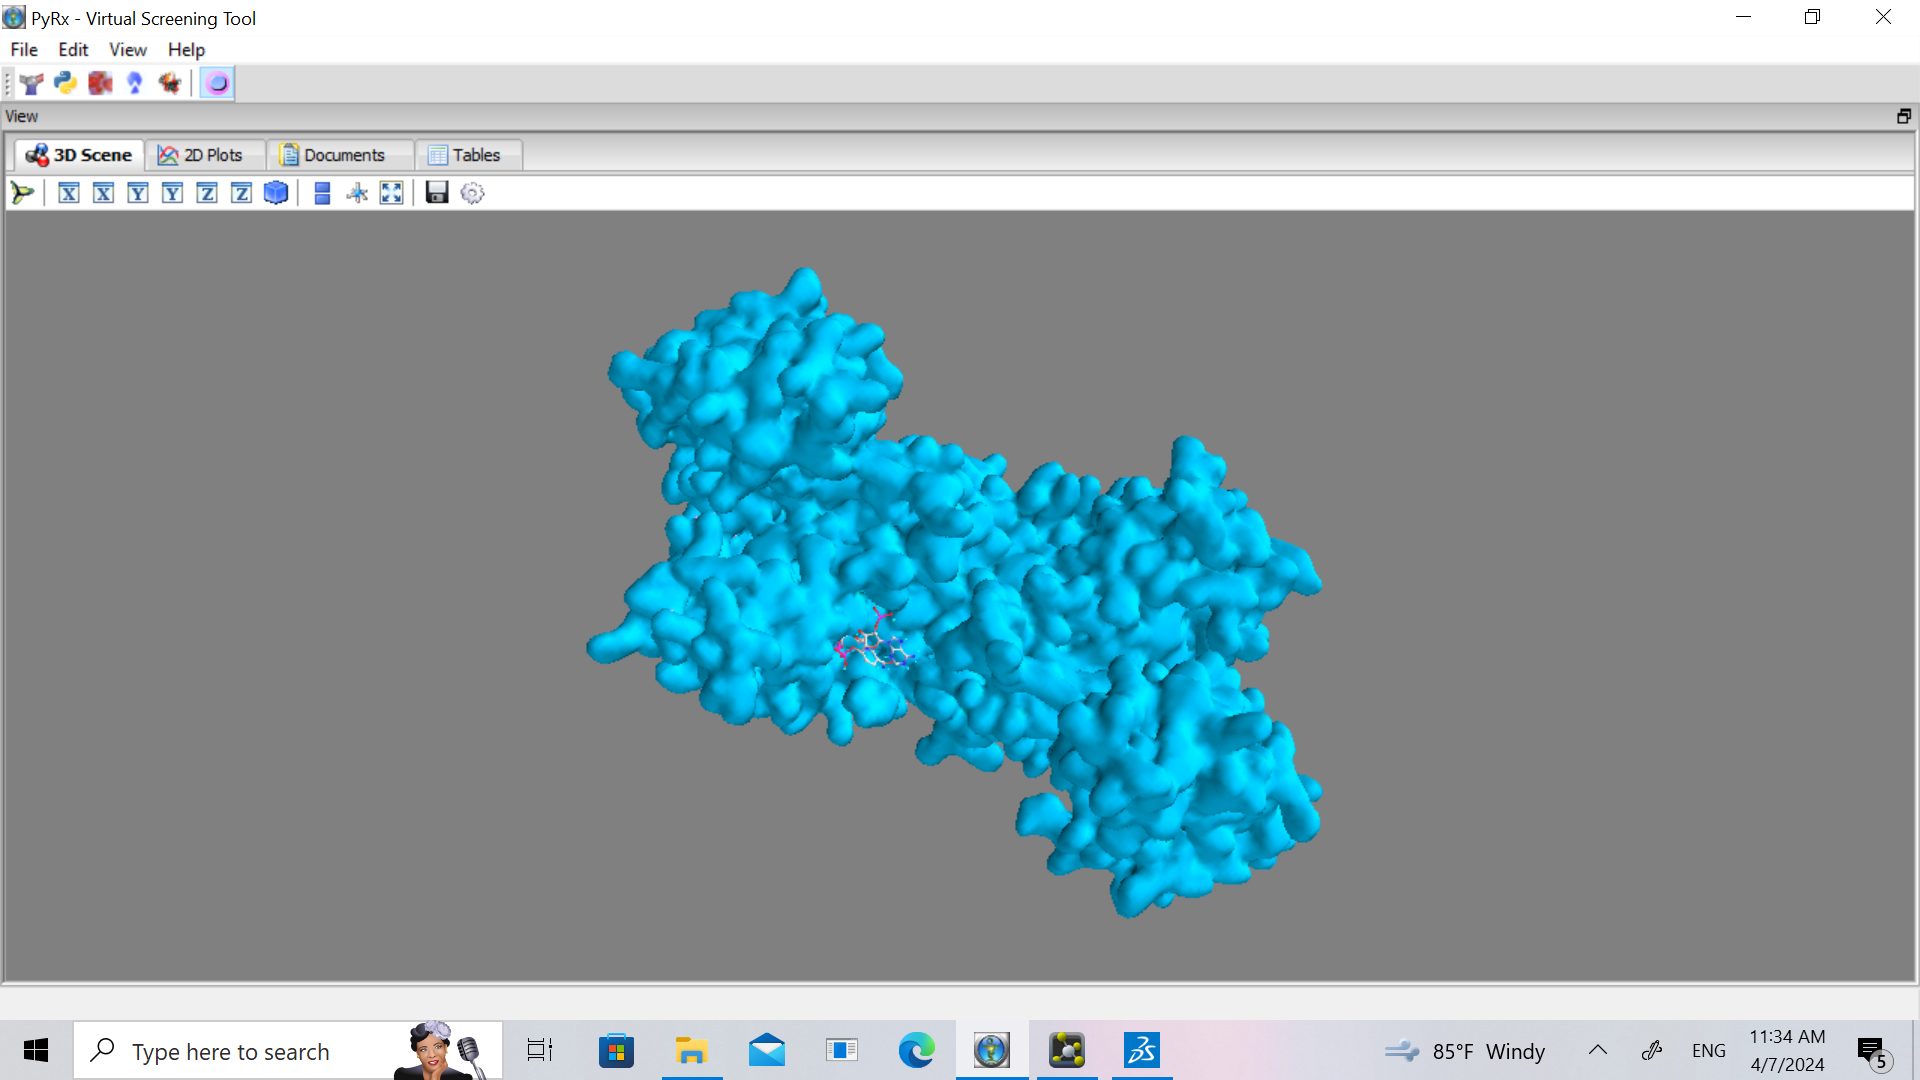 PyRx - Virtual Screening Tool
File Edit View Help
View
3D Scene 2D Plots Documents Tables
X X Y Y Z Z
Type here to search
85°F Windy
ENG
11:34 AM
4/7/2024
5